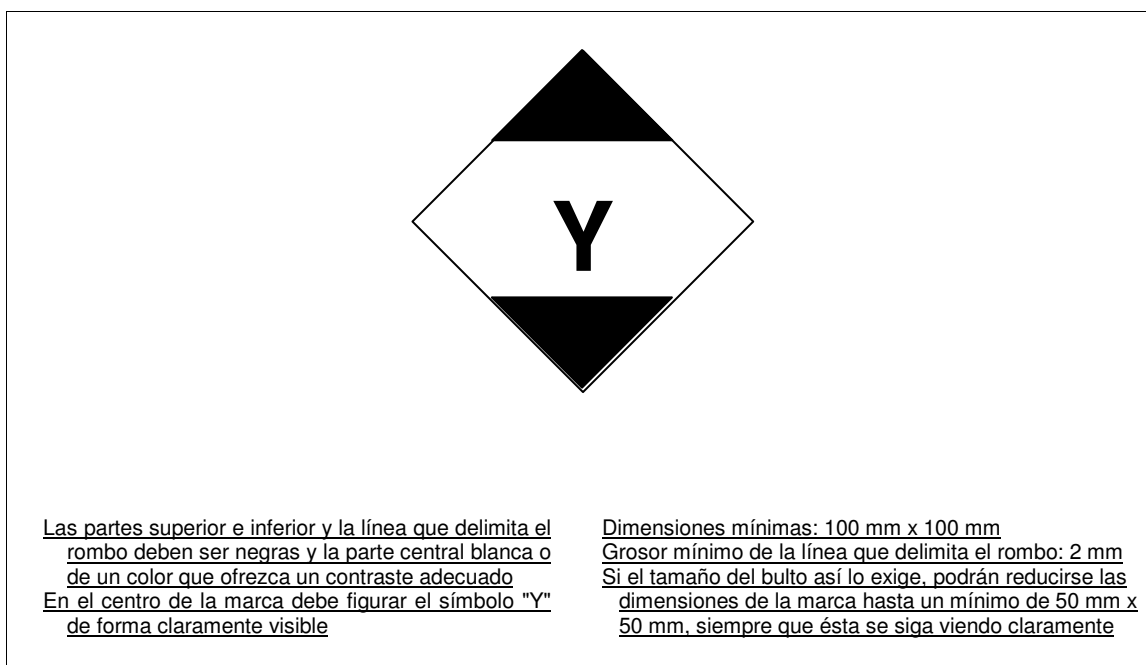 Y
Las partes superior e inferior y la línea que delimita el
rombo deben ser negras y la parte central blanca o
de un color que ofrezca un contraste adecuado
En el centro de la marca debe figurar el símbolo "Y"
de forma claramente visible
Dimensiones mínimas: 100 mm x 100 mm
Grosor mínimo de la línea que delimita el rombo: 2 mm
Si el tamaño del bulto así lo exige, podrán reducirse las
dimensiones de la marca hasta un mínimo de 50 mm x
50 mm, siempre que ésta se siga viendo claramente